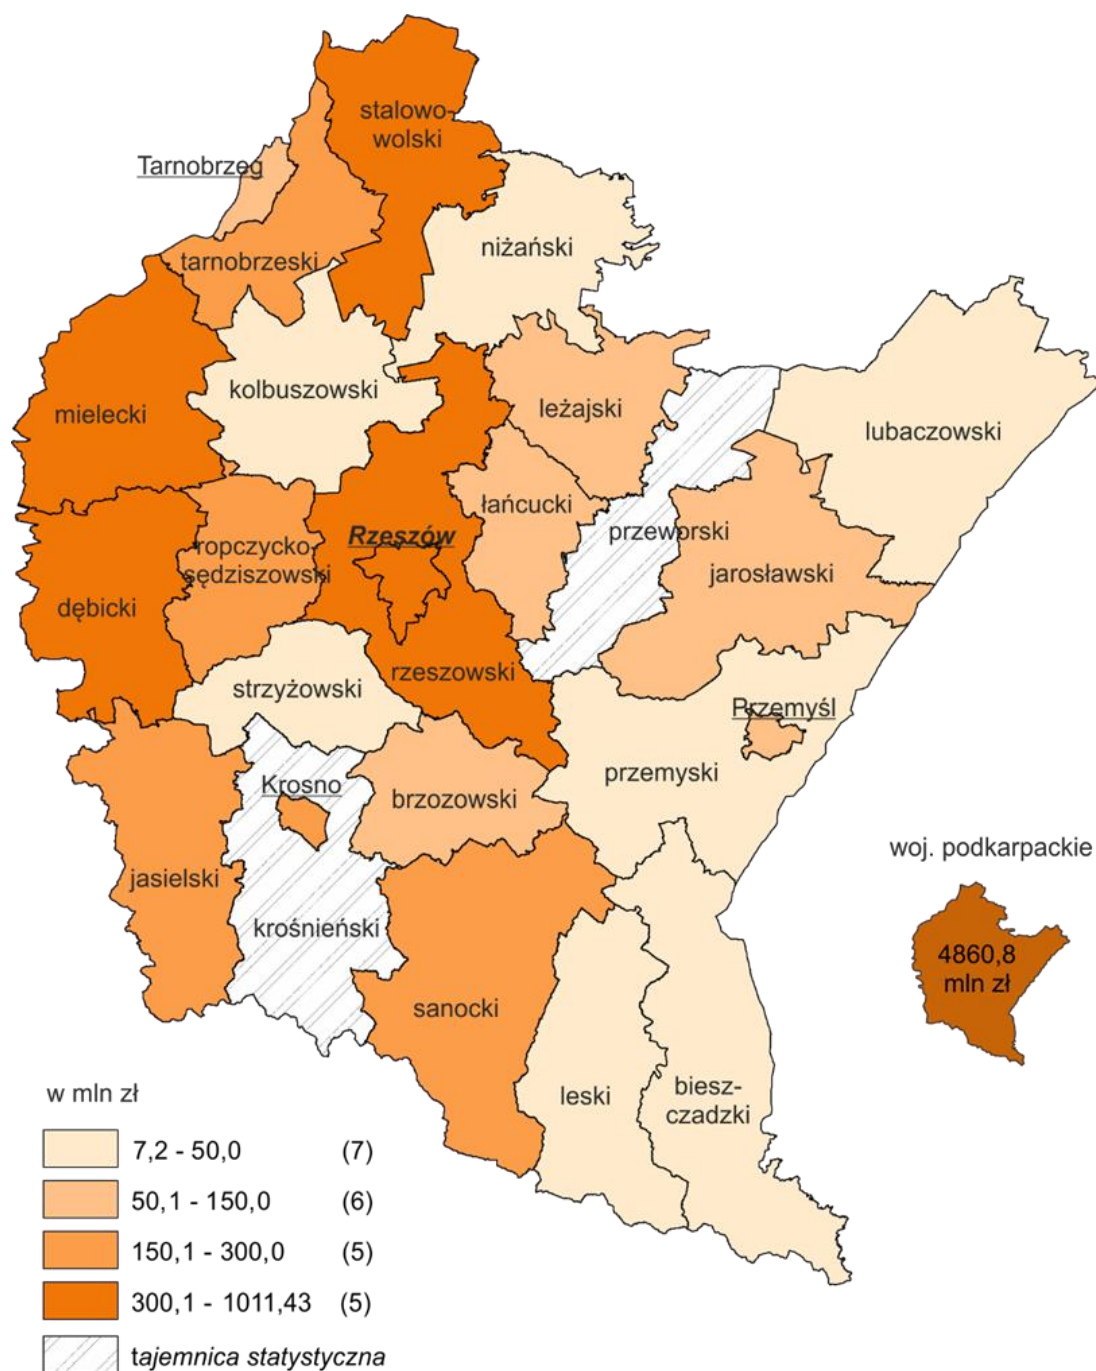 stalowo-
wolski
Tarnobrzeg
niżański
tarnobrzeski
kolbuszowski
mielecki
leżajski
lubaczowski
łańcucki
przeworski
Rzeszów
ropczycko
sędziszowski
jarosławski
dębicki
rzeszowski
strzyżowski
Przemyśl
przemyski
Krosno
brzozowski
jasielski
krośnieński
sanocki
leski
biesz-
czadzki
woj. podkarpackie
4860,8
mln zł
w mln zł
7,2 - 50,0 (7)
50,1 - 150,0 (6)
150,1 - 300,0 (5)
300,1 - 1011,43 (5)
tajemnica statystyczna